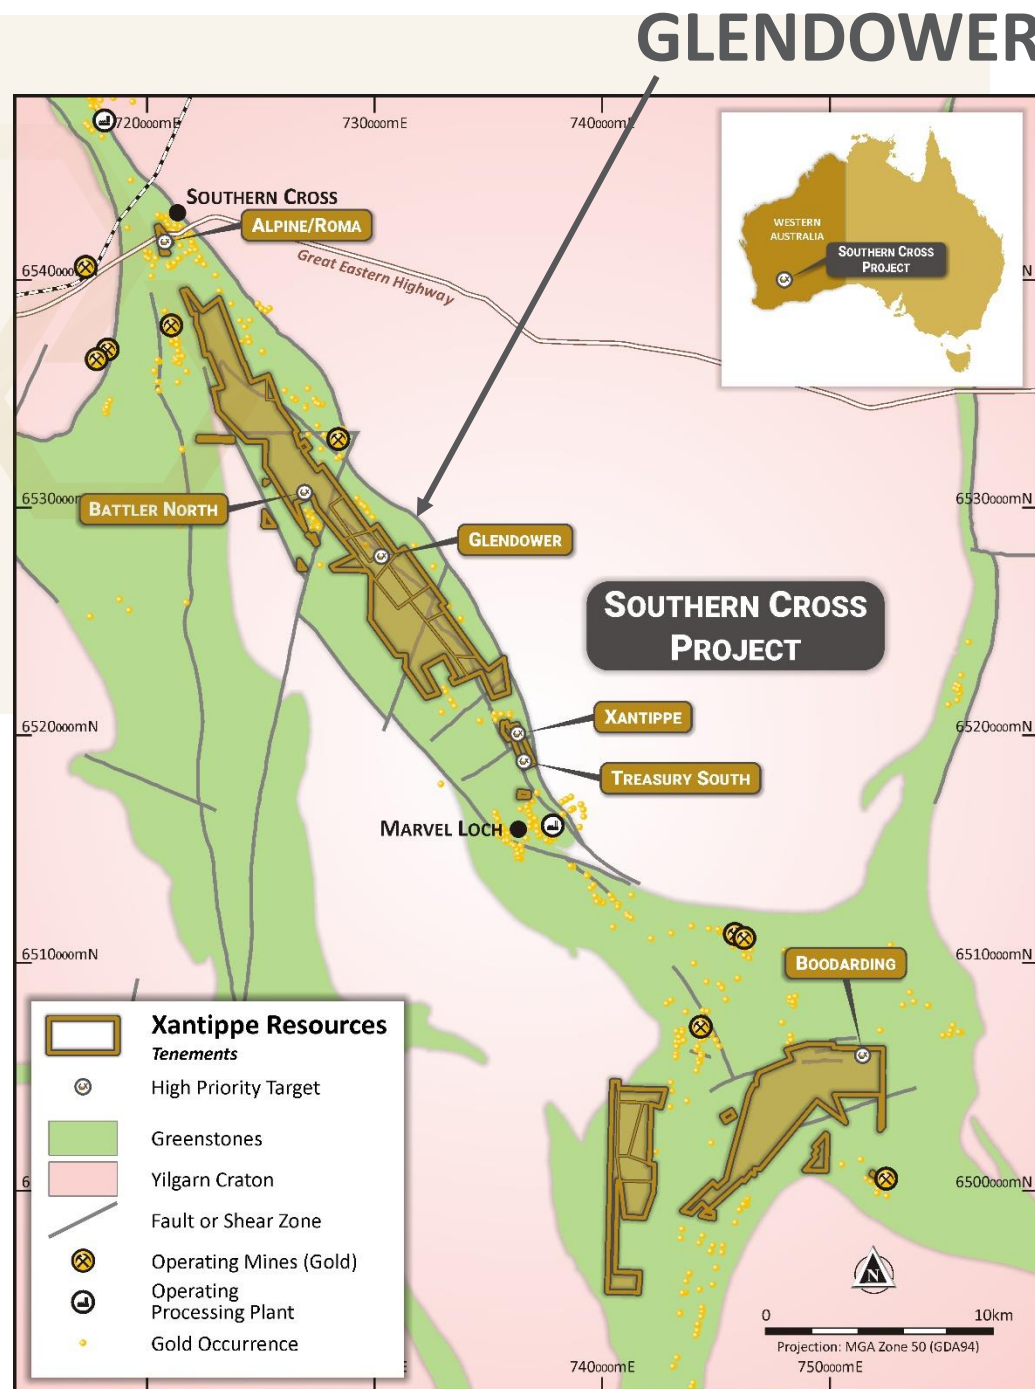 GLENDOWER
720000mE
730000mE
740000mE
SOUTHERN CROSS
ALPINE/ROMA
Great Eastern Highway
WESTERN
AUSTRALIA
SOUTHERN CROSS
PROJECT
6540000
N
BATTLER NORTH
6530000
6530000mN
GLENDOWER
SOUTHERN CROSS
PROJECT
XANTIPPE
6520000mN
6520000mN
TREASURY SOUTH
MARVEL LOCH
6510000mN
6510000mN
BOODARDING
Xantippe Resources
Tenements
High Priority Target
Greenstones
Yilgarn Craton
6
6500000mN
Fault or Shear Zone
Operating Mines (Gold)
Operating
Processing Plant
Gold Occurrence
N
0
10km
Projection: MGA Zone 50 (GDA94)
E
740000mE
750000mE